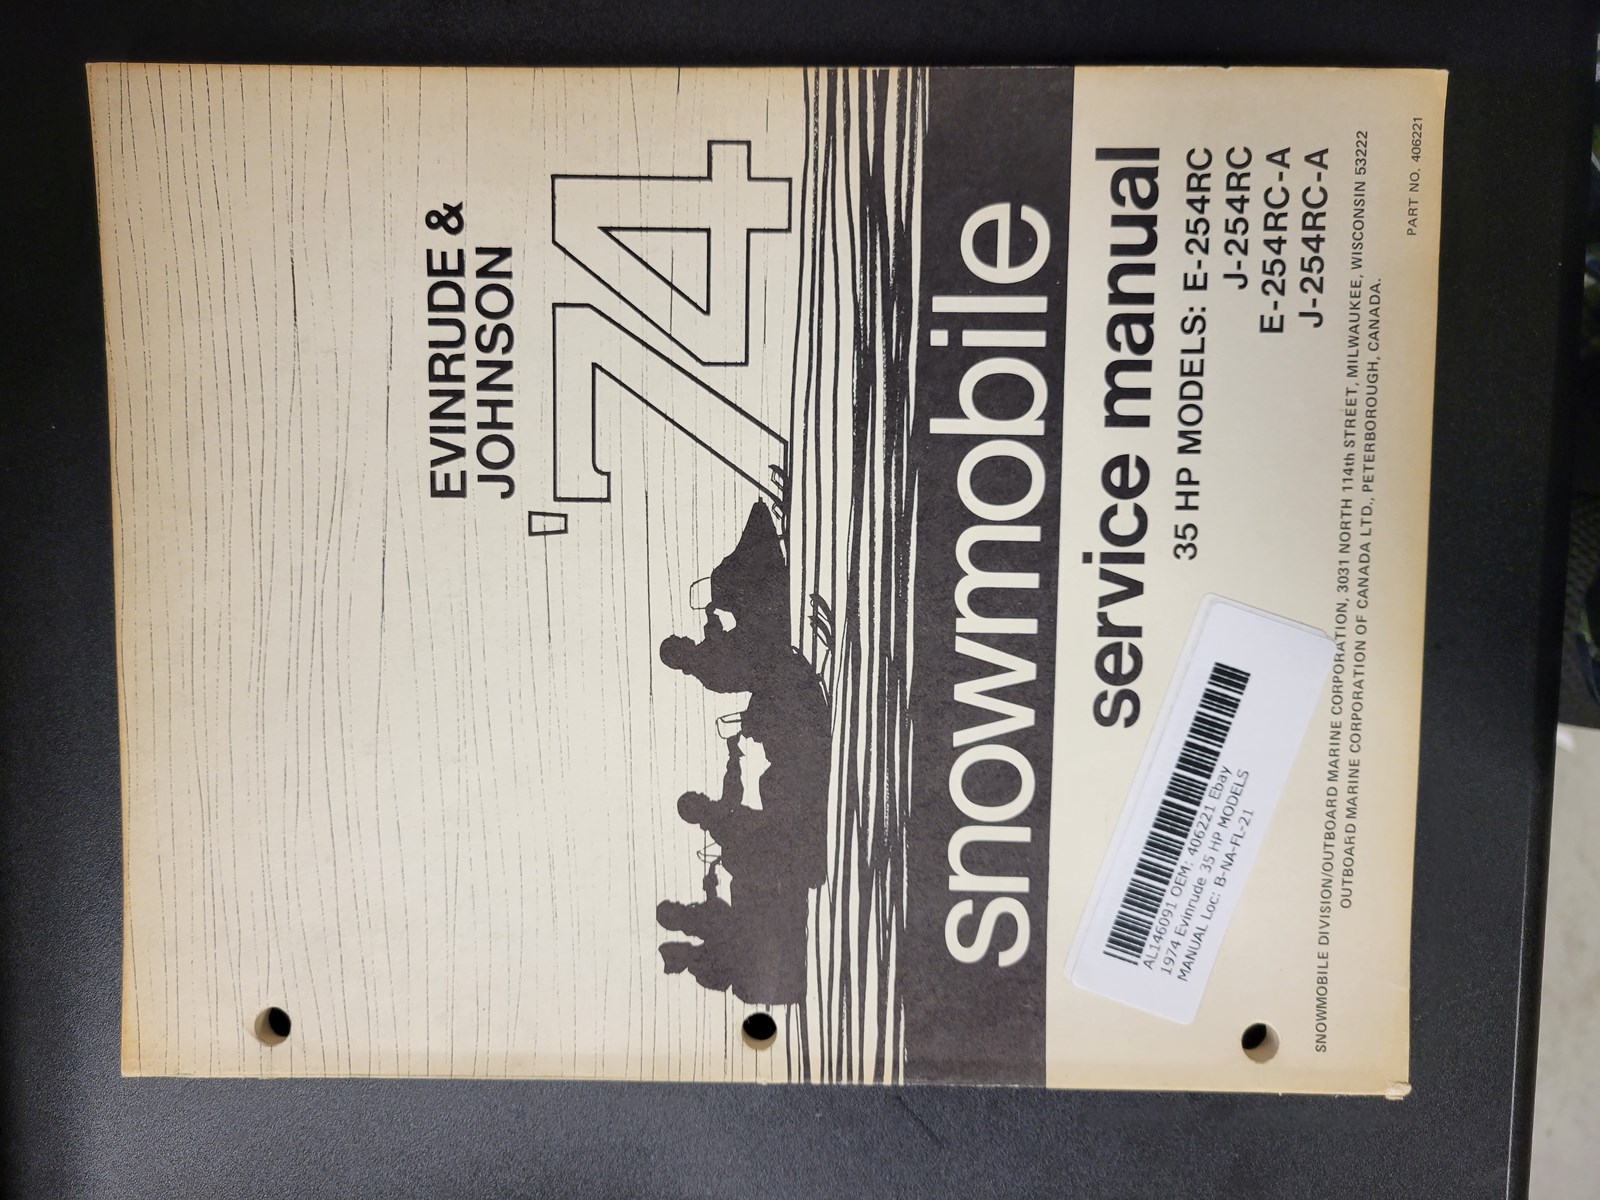 EVINRUDE &
JOHNSON
'74
snowmobile
service manual
35 HP MODELS: E-254RC
J-254RC
E-254RC-A
J-254RC-A
AL146091 OEM: 406221 Ebay
1974 Evinrude 35 HP MODELS
MANUAL Loc: B-NA-FL-21
SNOWMOBILE DIVISION/OUTBOARD MARINE CORPORATION, 3031 NORTH 114th STREET, MILWAUKEE, WISCONSIN 53222
OUTBOARD MARINE CORPORATION OF CANADA LTD., PETERBOROUGH, CANADA.
PART NO. 406221